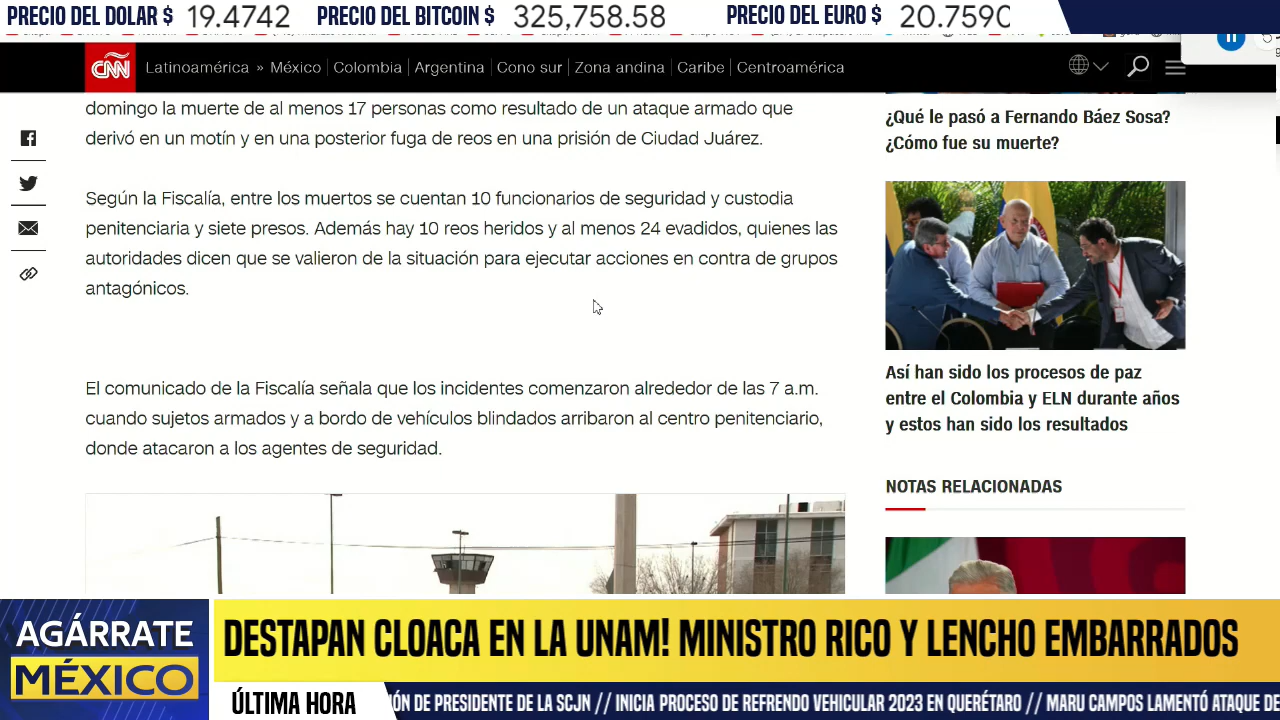 PRECIO DEL DOLAR $ 19.4742 PRECIO DEL BITCOIN $ 325,758.58 PRECIO DEL EURO $ 20.7590
CNN Latinoamérica » México Colombia Argentina Cono sur Zona andina Caribe Centroamérica
domingo la muerte de al menos 17 personas como resultado de un ataque armado que
derivó en un motín y en una posterior fuga de reos en una prisión de Ciudad Juárez.
Según la Fiscalía, entre los muertos se cuentan 10 funcionarios de seguridad y custodia
penitenciaria y siete presos. Además hay 10 reos heridos y al menos 24 evadidos, quienes las
autoridades dicen que se valieron de la situación para ejecutar acciones en contra de grupos
antagónicos.
El comunicado de la Fiscalía señala que los incidentes comenzaron alrededor de las 7 a.m.
cuando sujetos armados y a bordo de vehículos blindados arribaron al centro penitenciario,
donde atacaron a los agentes de seguridad.
¿Qué le pasó a Fernando Báez Sosa?
¿Cómo fue su muerte?
Así han sido los procesos de paz
entre el Colombia y ELN durante años
y estos han sido los resultados
NOTAS RELACIONADAS
AGÁRRATE
MÉXICO
DESTAPAN CLOACA EN LA UNAM! MINISTRO RICO Y LENCHO EMBARRADOS
ÚLTIMA HORA
IÓN DE PRESIDENTE DE LA SCJN // INICIA PROCESO DE REFRENDO VEHICULAR 2023 EN QUERÉTARO // MARU CAMPOS LAMENTÓ ATAQUE DE